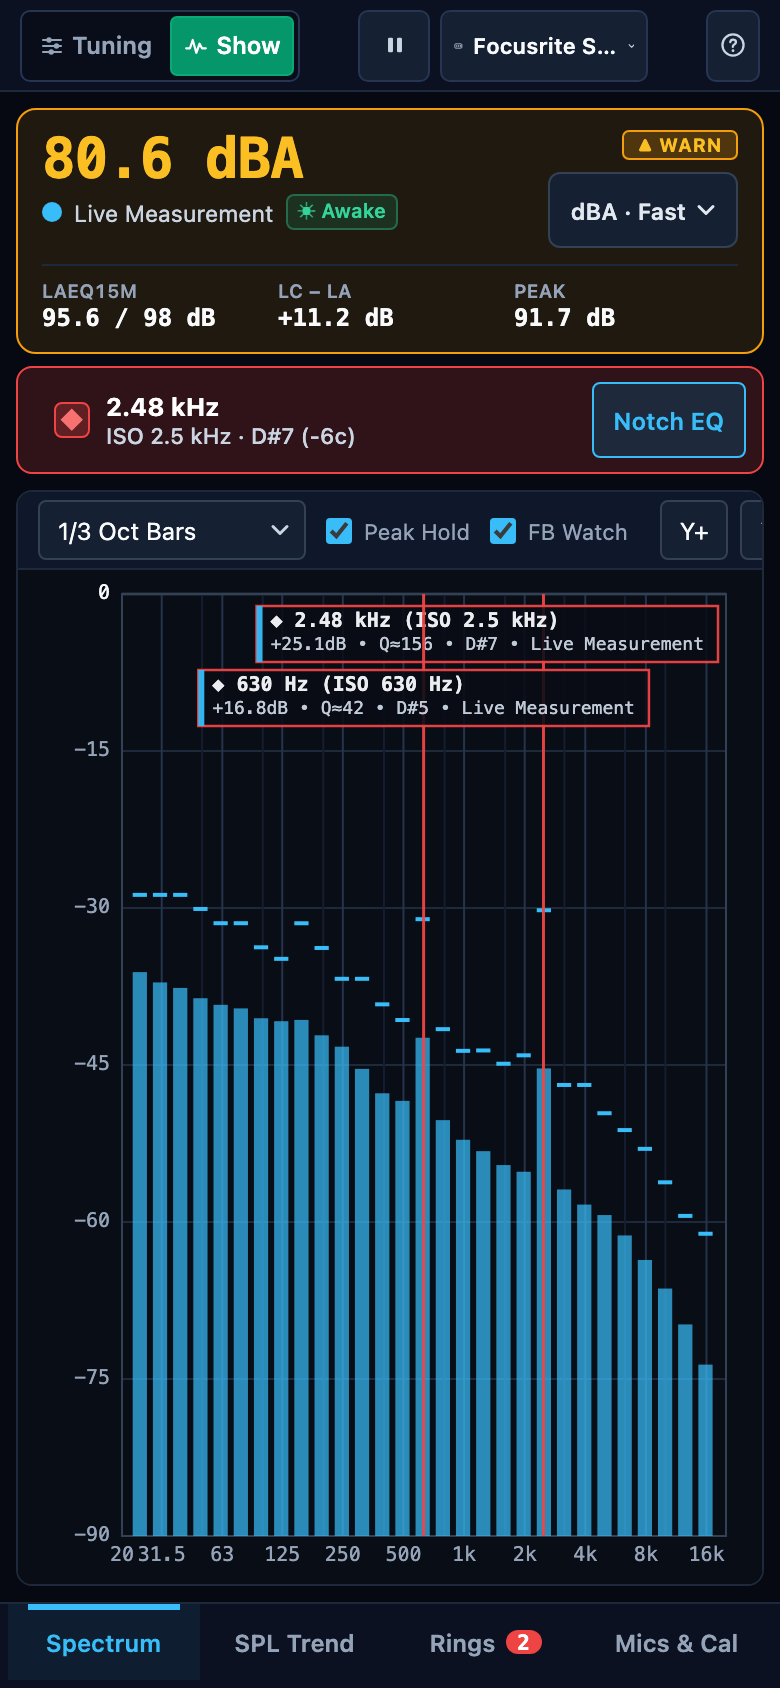 Tuning
Show
Focusrite S...
80.6 dBA
WARN
Live Measurement
Awake
dBA · Fast
LAEQ15M
LC – LA
PEAK
95.6 / 98 dB
+11.2 dB
91.7 dB
2.48 kHz
ISO 2.5 kHz · D#7 (-6c)
Notch EQ
1/3 Oct Bars
Peak Hold
FB Watch
Y+
0
◆ 2.48 kHz (ISO 2.5 kHz)
+25.1dB • Q≈156 • D#7 • Live Measurement
◆ 630 Hz (ISO 630 Hz)
+16.8dB • Q≈42 • D#5 • Live Measurement
−15
−30
−45
−60
−75
−90
20 31.5 63 125 250 500 1k 2k 4k 8k 16k
Spectrum
SPL Trend
Rings 2
Mics & Cal